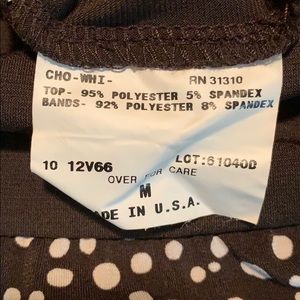 CHO-WHI- RN 31310
TOP- 95% POLYESTER 5% SPANDEX
BANDS- 92% POLYESTER 8% SPANDEX
10 12V66 LOT:61040D
OVER FOR CARE
M
MADE IN U.S.A.